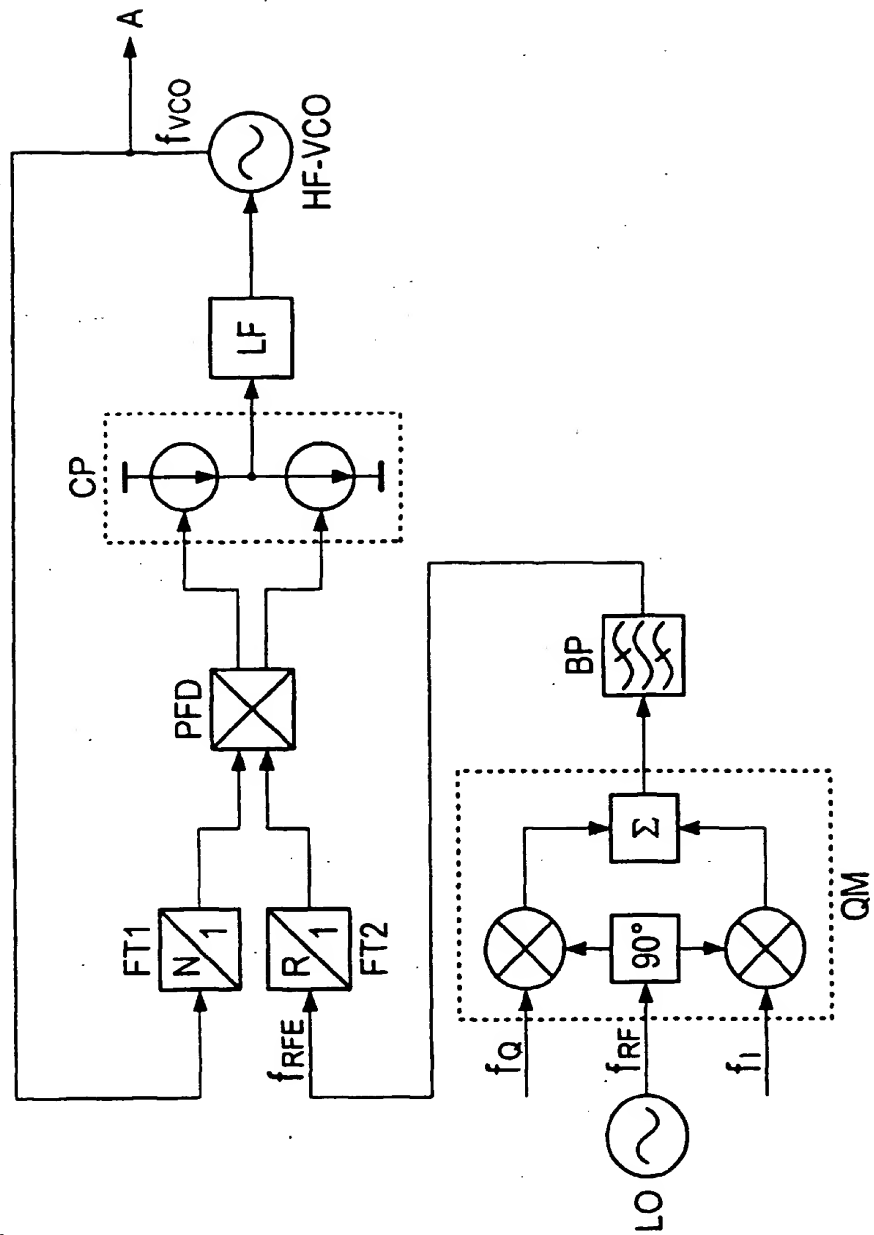 A
fVCO
HF-VCO
LF
CP
PFD
FT1
N
1
R
1
FT2
fRFE
BP
Σ
QM
90°
fQ
fRF
fI
LO